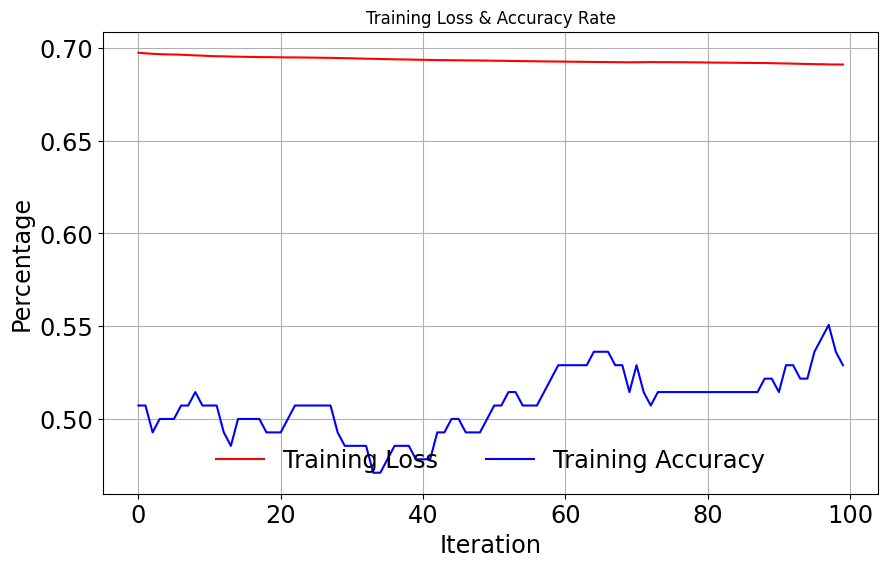 Training Loss & Accuracy Rate
0.70
0.65
0.60
0.55
0.50
Percentage
Training Loss
Training Accuracy
0 20 40 60 80 100
Iteration